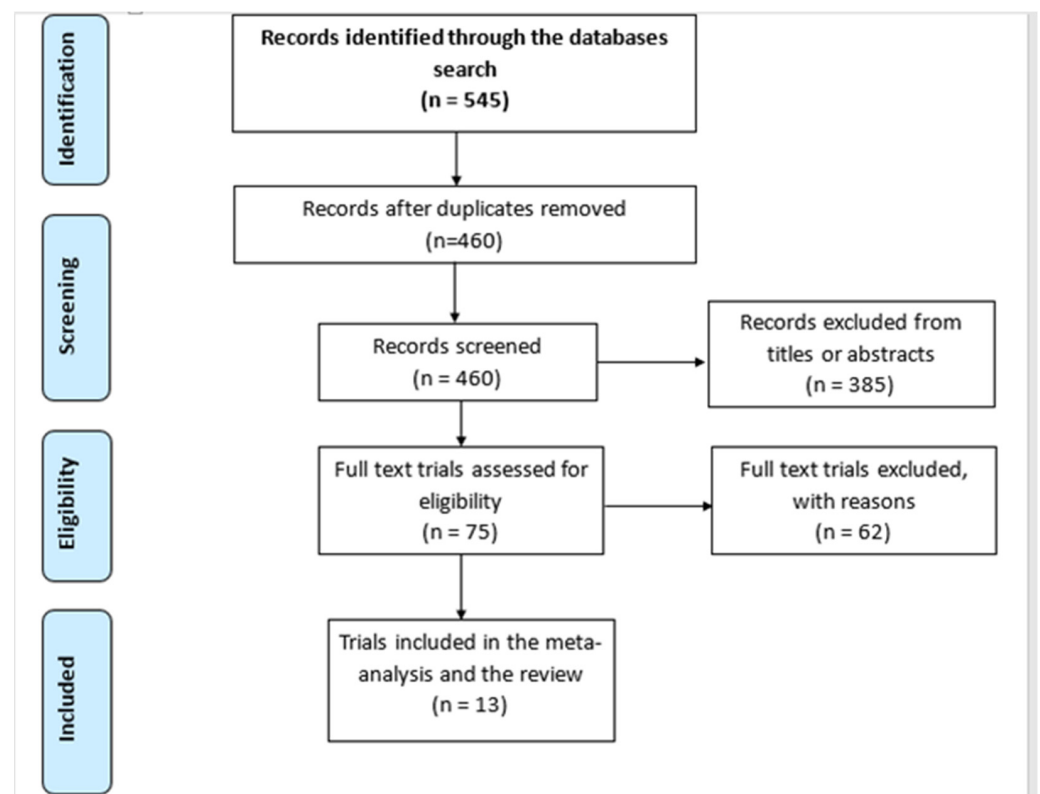 Identification
Records identified through the databases
search
(n = 545)
Records after duplicates removed
(n=460)
Screening
Records screened
(n = 460)
Records excluded from
titles or abstracts
(n = 385)
Eligibility
Full text trials assessed for
eligibility
(n = 75)
Full text trials excluded,
with reasons
(n = 62)
Included
Trials included in the meta-
analysis and the review
(n = 13)